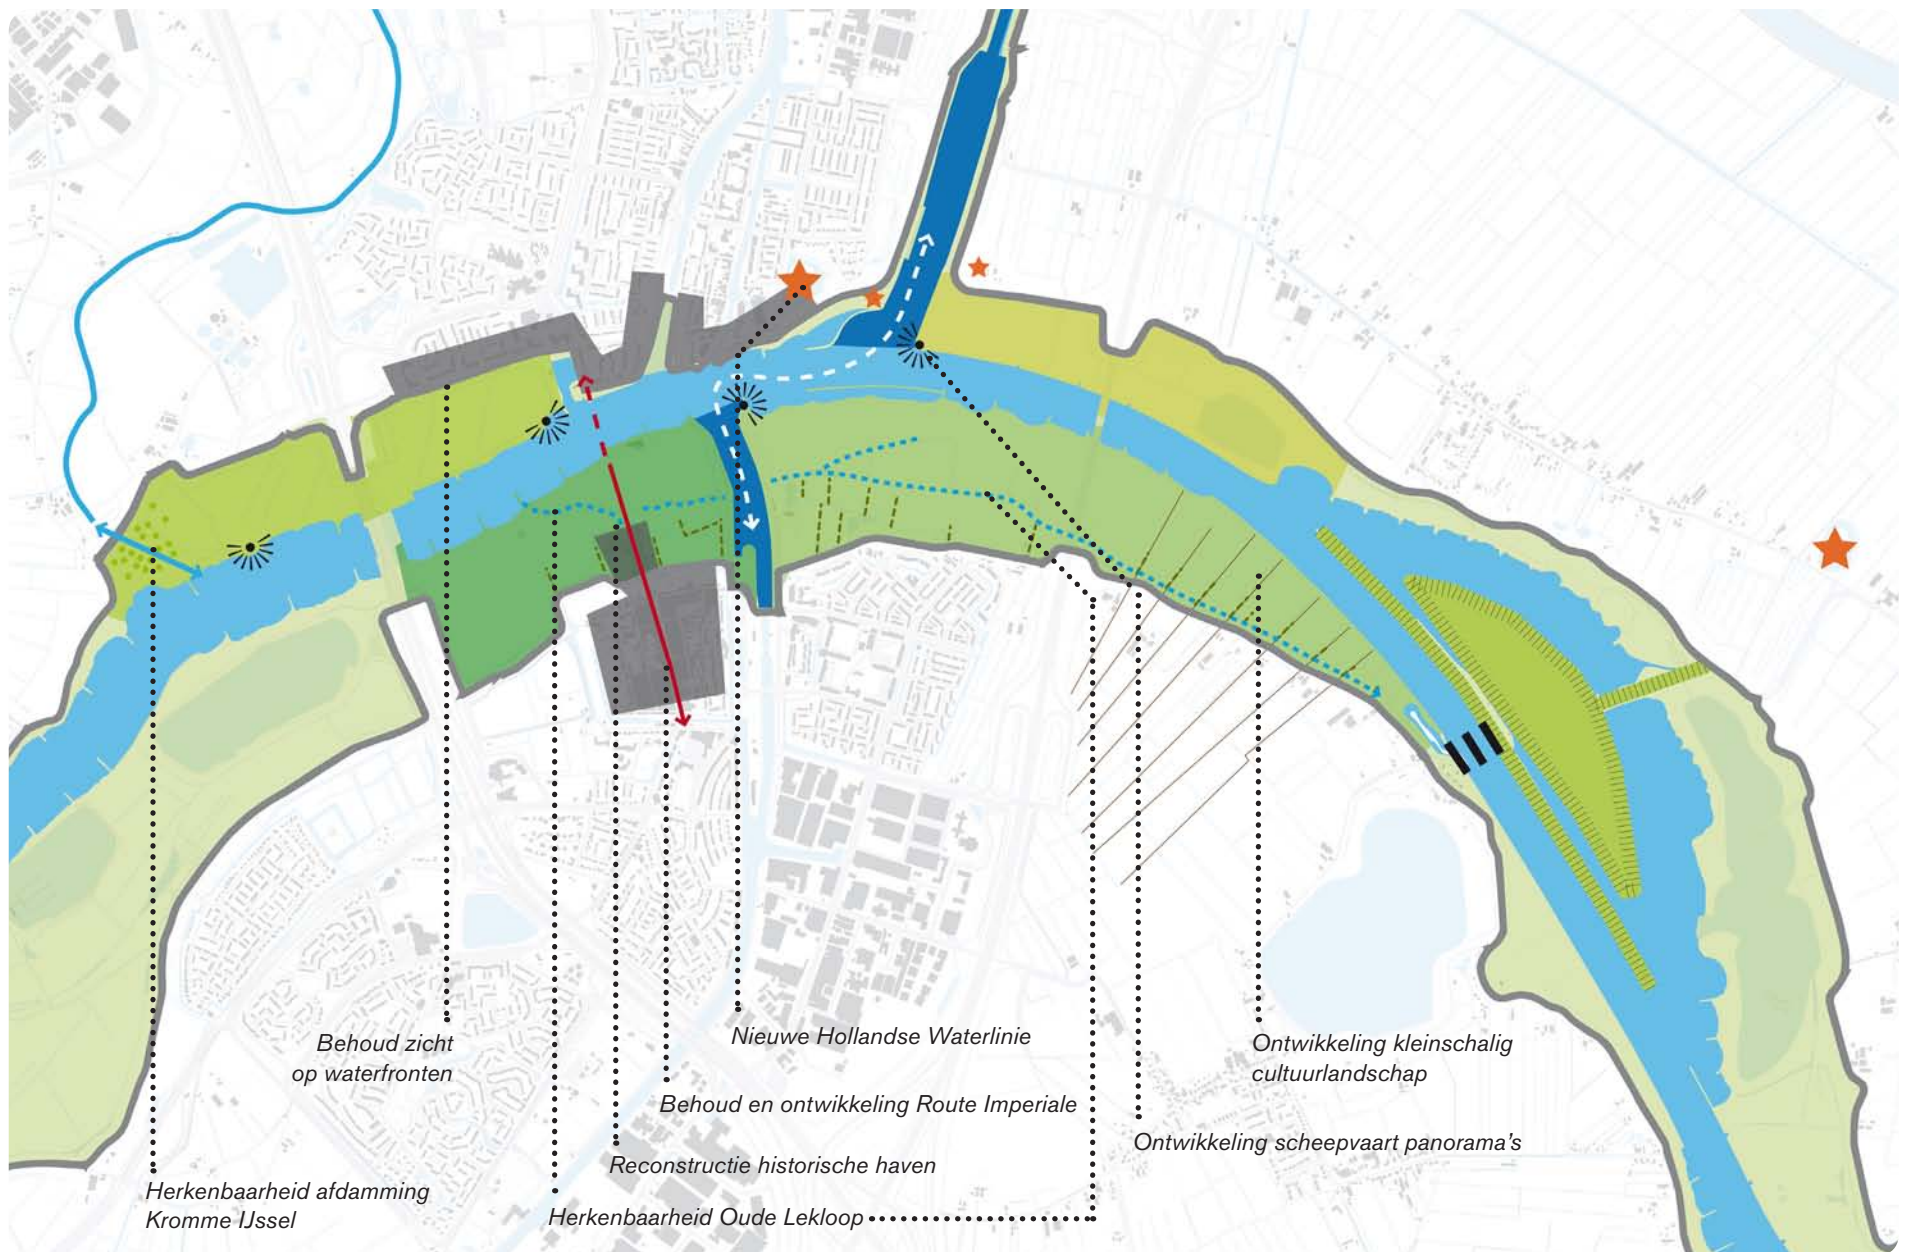 Behoud zicht
op waterfronten
Nieuwe Hollandse Waterlinie
Ontwikkeling kleinschalig
cultuurlandschap
Behoud en ontwikkeling Route Imperiale
Ontwikkeling scheepvaart panorama's
Reconstructie historische haven
Herkenbaarheid afdamming
Kromme IJssel
Herkenbaarheid Oude Lekloop